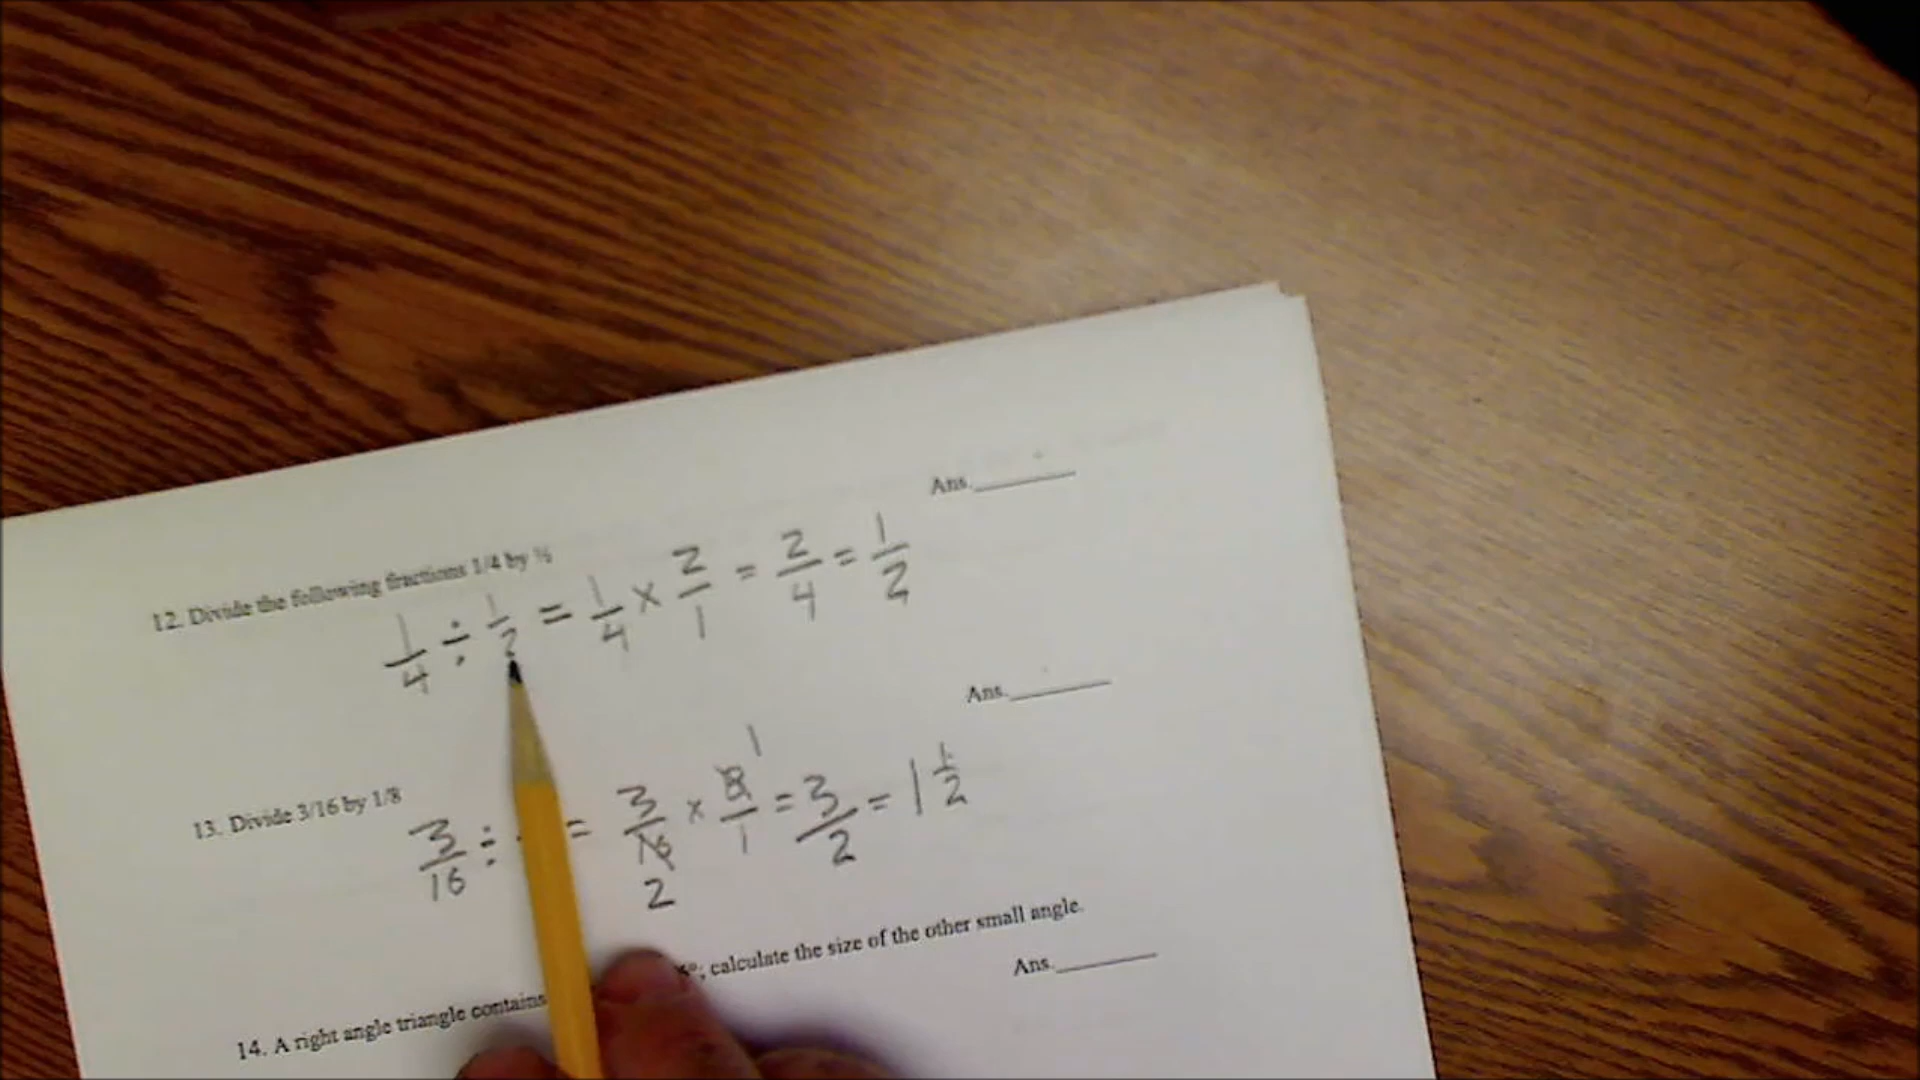 Ans.
12. Divide the following fractions 1/4 by ½
1/4 ÷ 1/2 = 1/4 x 2/1 = 2/4 = 1/2
Ans.
13. Divide 3/16 by 1/8
3/16 ÷ = 3/16 x 8/1 = 3/2 = 1 1/2
1
2
14. A right angle triangle contains °; calculate the size of the other small angle.
Ans.